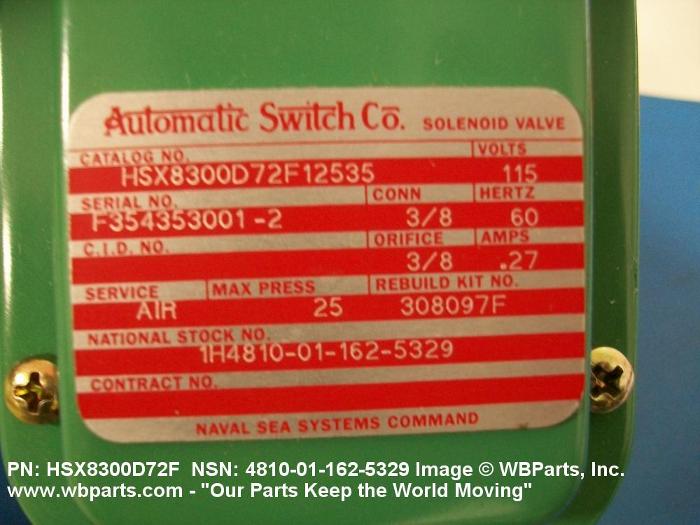 Automatic Switch Co. SOLENOID VALVE
CATALOG NO. VOLTS
HSX8300D72F12535 115
SERIAL NO. CONN HERTZ
F354353001-2 3/8 60
C.I.D. NO. ORIFICE AMPS
3/8 .27
SERVICE MAX PRESS REBUILD KIT NO.
AIR 25 308097F
NATIONAL STOCK NO.
1H4810-01-162-5329
CONTRACT NO.
NAVAL SEA SYSTEMS COMMAND
PN: HSX8300D72F NSN: 4810-01-162-5329 Image © WBParts, Inc.
www.wbparts.com - "Our Parts Keep the World Moving"